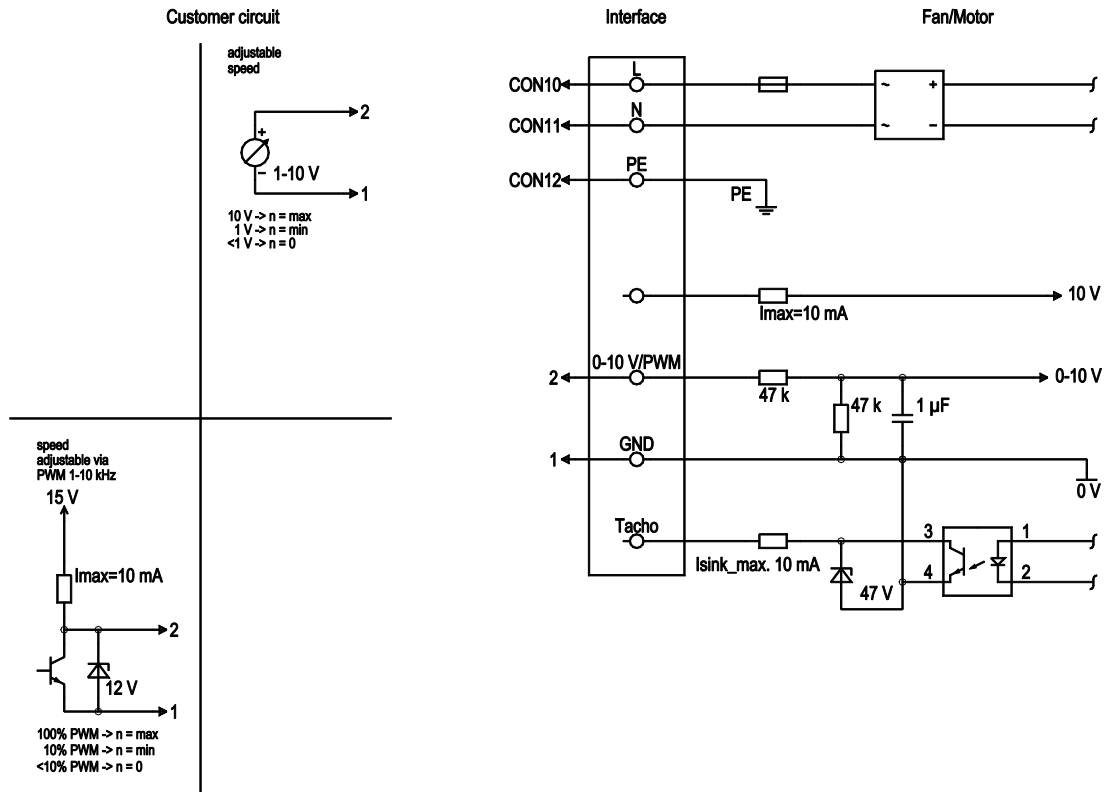 Customer circuit
Interface
Fan/Motor
adjustable
speed
2
+
– 1-10 V
1
10 V -> n = max
1 V -> n = min
<1 V -> n = 0
speed
adjustable via
PWM 1-10 kHz
15 V
Imax=10 mA
2
12 V
1
100% PWM -> n = max
10% PWM -> n = min
<10% PWM -> n = 0
L
CON10
~ +
N
CON11
~ –
PE
CON12
PE
10 V
Imax=10 mA
0-10 V/PWM
2
0-10 V
47 k
47 k
1 µF
GND
1
0 V
Tacho
3
1
Isink_max. 10 mA
4
2
47 V